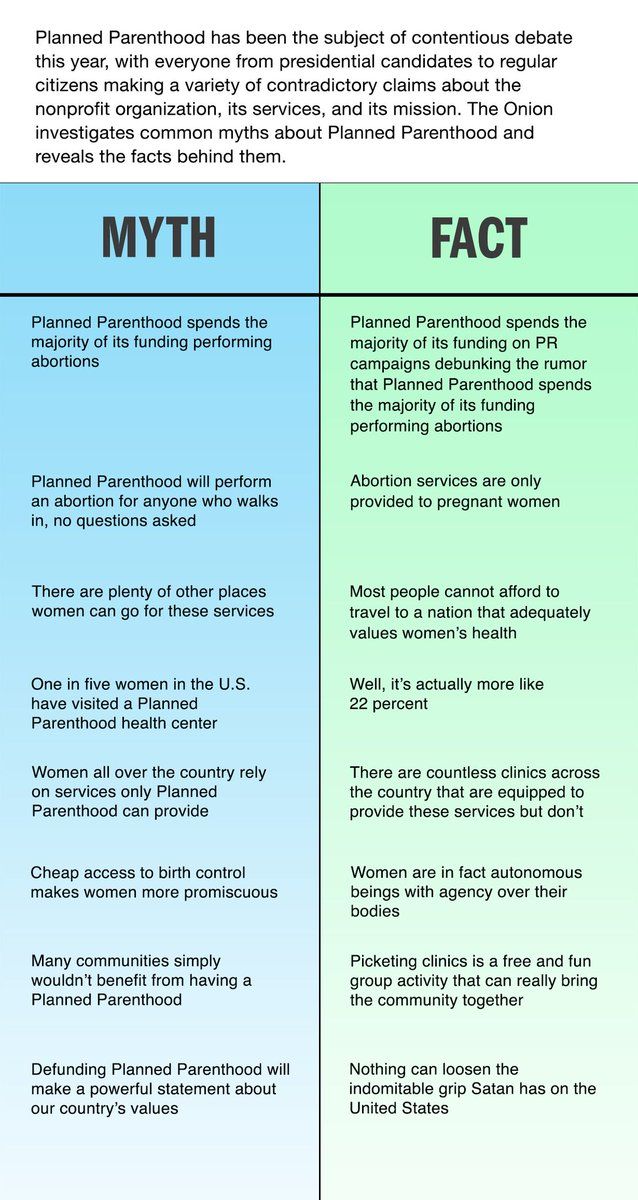 Planned Parenthood has been the subject of contentious debate
this year, with everyone from presidential candidates to regular
citizens making a variety of contradictory claims about the
nonprofit organization, its services, and its mission. The Onion
investigates common myths about Planned Parenthood and
reveals the facts behind them.
MYTH
FACT
Planned Parenthood spends the
majority of its funding performing
abortions
Planned Parenthood spends the
majority of its funding on PR
campaigns debunking the rumor
that Planned Parenthood spends
the majority of its funding
performing abortions
Planned Parenthood will perform
an abortion for anyone who walks
in, no questions asked
Abortion services are only
provided to pregnant women
There are plenty of other places
women can go for these services
Most people cannot afford to
travel to a nation that adequately
values women’s health
One in five women in the U.S.
have visited a Planned
Parenthood health center
Well, it’s actually more like
22 percent
Women all over the country rely
on services only Planned
Parenthood can provide
There are countless clinics across
the country that are equipped to
provide these services but don’t
Cheap access to birth control
makes women more promiscuous
Women are in fact autonomous
beings with agency over their
bodies
Many communities simply
wouldn’t benefit from having a
Planned Parenthood
Picketing clinics is a free and fun
group activity that can really bring
the community together
Defunding Planned Parenthood will
make a powerful statement about
our country’s values
Nothing can loosen the
indomitable grip Satan has on the
United States